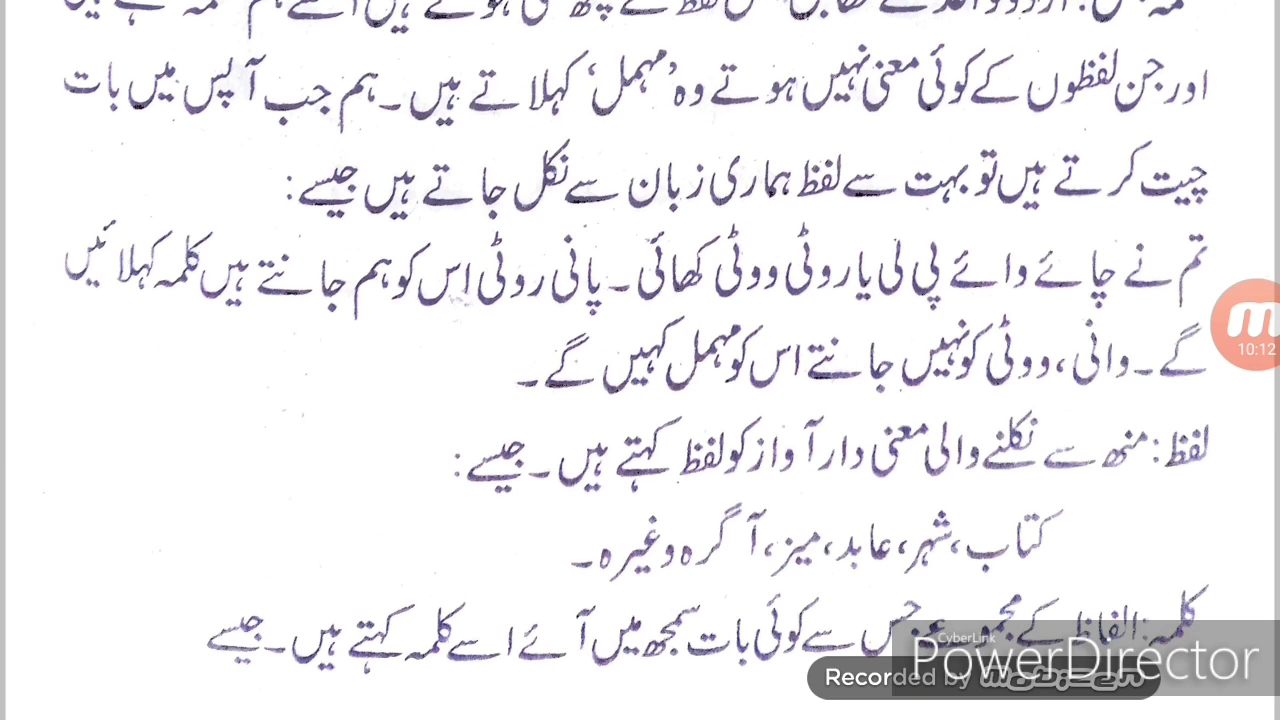 اور جن لفظوں کے کوئی معنی نہیں ہوتے وہ ’مہمل‘ کہلاتے ہیں۔ ہم جب آپس میں بات
چیت کرتے ہیں تو بہت سے لفظ ہماری زبان سے نکل جاتے ہیں جیسے:
تم نے چائے وائے پی لی یا روٹی ووٹی کھائی۔ پانی روٹی اس کو ہم جانتے ہیں کلمہ کہلائیں
گے۔ وانی، ووٹی کو نہیں جانتے اس کو مہمل کہیں گے۔
لفظ: منھ سے نکلنے والی معنی دار آواز کو لفظ کہتے ہیں۔ جیسے:
کتاب، شہر، عابد، میز، آگرہ وغیرہ۔
کلمہ: الفاظ کے مجموعے جس سے کوئی بات سمجھ میں آئے اسے کلمہ کہتے ہیں۔ جیسے
10:12
CyberLink
PowerDirector
Recorded by mobizen